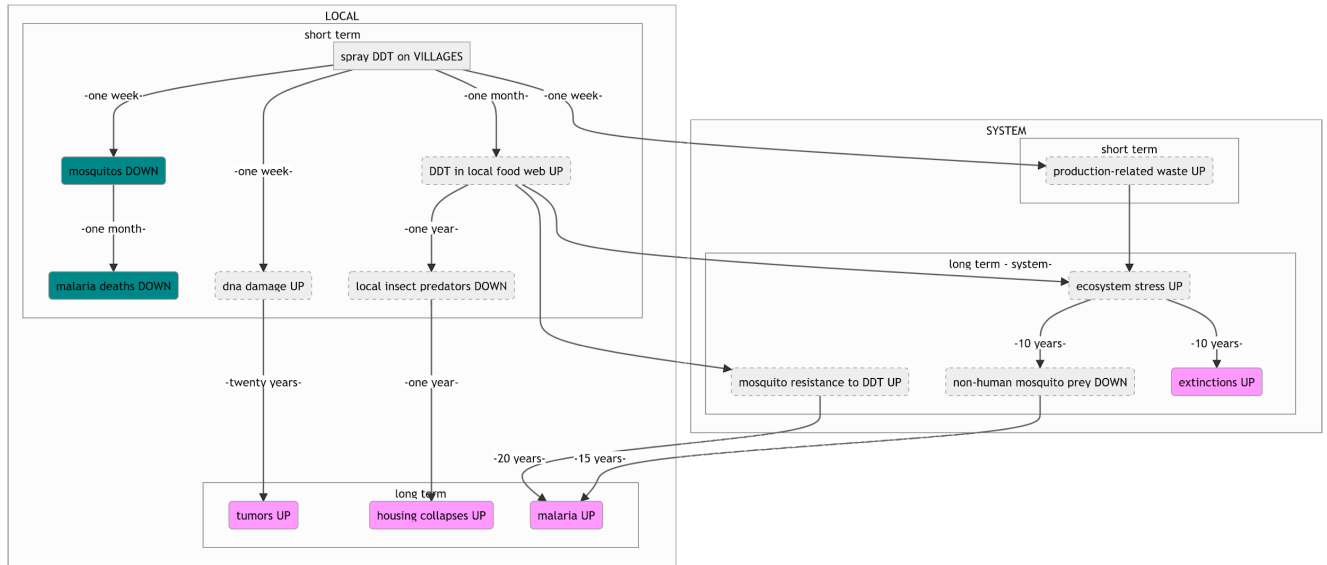 LOCAL
short term
spray DDT on VILLAGES
-one week-
-one month-
-one week-
SYSTEM
short term
mosquitos DOWN
-one week-
DDT in local food web UP
production-related waste UP
-one month-
-one year-
long term - system-
malaria deaths DOWN
dna damage UP
local insect predators DOWN
ecosystem stress UP
-10 years-
-10 years-
-twenty years-
-one year-
mosquito resistance to DDT UP
non-human mosquito prey DOWN
extinctions UP
-20 years-
-15 years-
long term
tumors UP
housing collapses UP
malaria UP